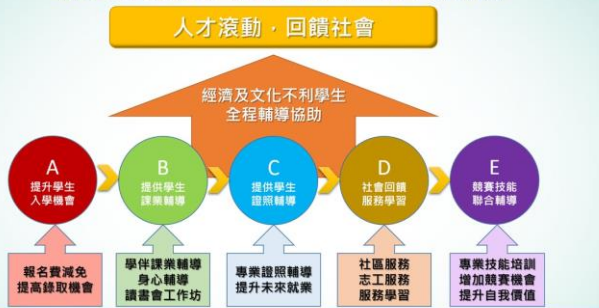 人才滾動．回饋社會
經濟及文化不利學生
全程輔導協助
A
提升學生
入學機會
B
提供學生
課業輔導
C
提供學生
證照輔導
D
社會回饋
服務學習
E
競賽技能
聯合輔導
報名費減免
提高錄取機會
學伴課業輔導
身心輔導
讀書會工作坊
專業證照輔導
提升未來就業
社區服務
志工服務
服務學習
專業技能培訓
增加競賽機會
提升自我價值